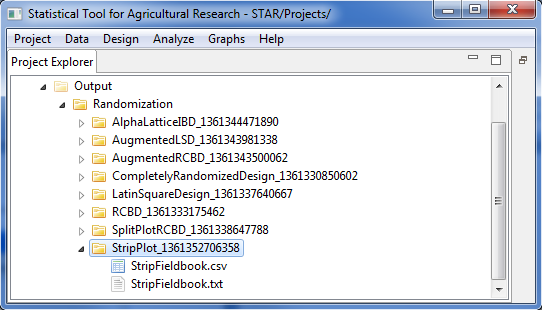 Statistical Tool for Agricultural Research - STAR/Projects/
Project Data Design Analyze Graphs Help
Project Explorer
Output
Randomization
AlphaLatticeIBD_1361344471890
AugmentedLSD_1361343981338
AugmentedRCBD_1361343500062
CompletelyRandomizedDesign_1361330850602
LatinSquareDesign_1361337640667
RCBD_1361333175462
SplitPlotRCBD_1361338647788
StripPlot_1361352706358
StripFieldbook.csv
StripFieldbook.txt